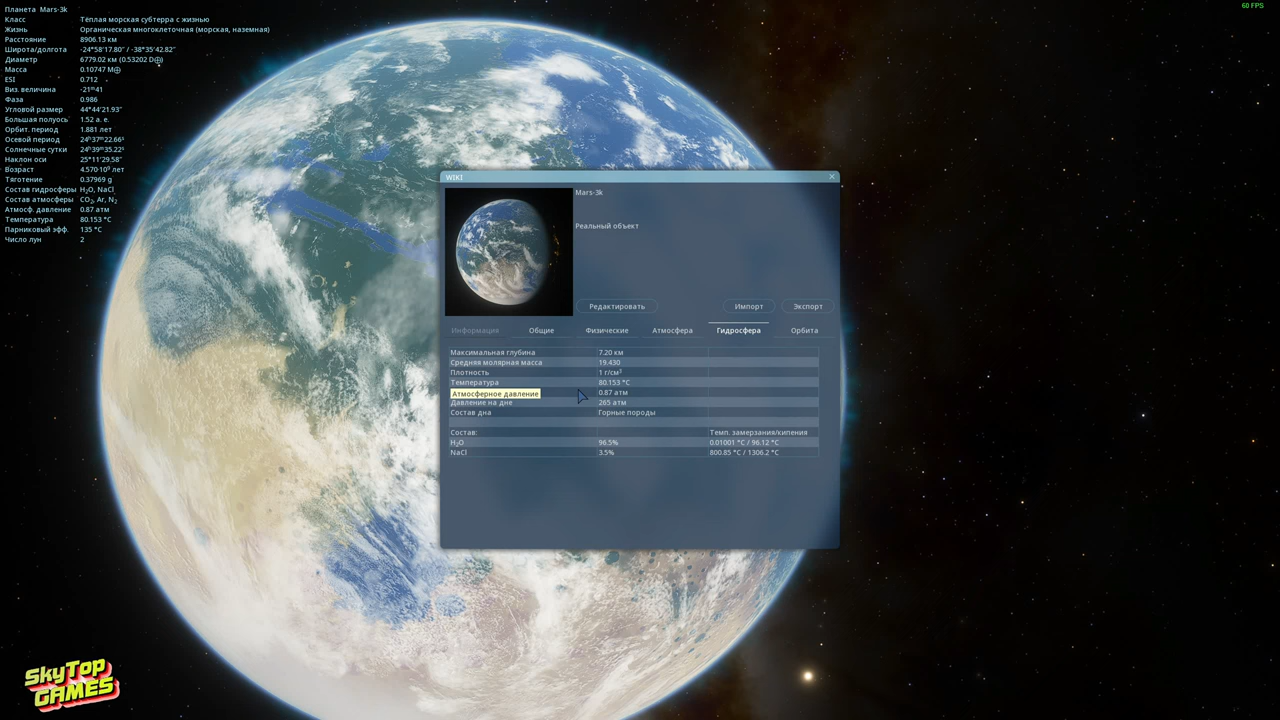 Планета Mars-3k
Класс Тёплая морская субтерра с жизнью
Жизнь Органическая многоклеточная (морская, наземная)
Расстояние 8906.13 км
Широта/долгота -24°58'17.80" / -38°35'42.82"
Диаметр 6779.02 км (0.53202 D⊕)
Масса 0.10747 M⊕
ESI 0.712
Виз. величина -21ᵐ41
Фаза 0.986
Угловой размер 44°44'21.93"
Большая полуось 1.52 а. е.
Орбит. период 1.881 лет
Осевой период 24ʰ37ᵐ22.66ˢ
Солнечные сутки 24ʰ39ᵐ35.22ˢ
Наклон оси 25°11'29.58"
Возраст 4.570·10⁹ лет
Тяготение 0.37969 g
Состав гидросферы H₂O, NaCl
Состав атмосферы CO₂, Ar, N₂
Атмосф. давление 0.87 атм
Температура 80.153 °C
Парниковый эфф. 135 °C
Число лун 2
60 FPS
WIKI
Mars-3k
Реальный объект
Редактировать Импорт Экспорт
Информация Общие Физические Атмосфера Гидросфера Орбита
Максимальная глубина 7.20 км
Средняя молярная масса 19.430
Плотность 1 г/см³
Температура 80.153 °C
Атмосферное давление 0.87 атм
Давление на дне 265 атм
Состав дна Горные породы
Состав: Темп. замерзания/кипения
H₂O 96.5% 0.01001 °C / 96.12 °C
NaCl 3.5% 800.85 °C / 1306.2 °C
SkyTop
GAMES